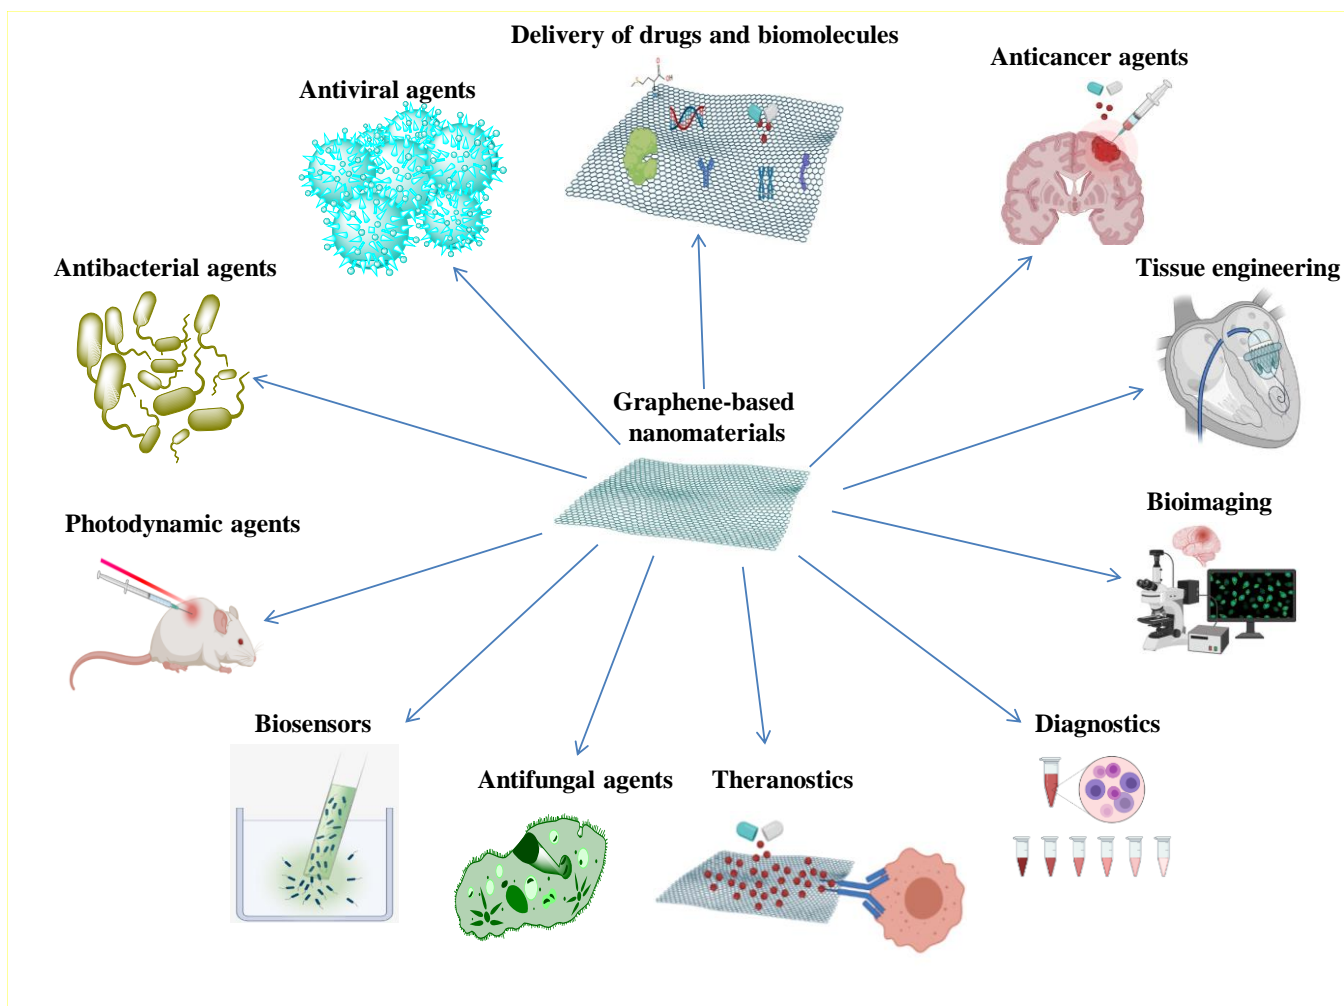 Delivery of drugs and biomolecules
Anticancer agents
Antiviral agents
Antibacterial agents
Tissue engineering
Graphene-based
nanomaterials
Bioimaging
Photodynamic agents
Biosensors
Diagnostics
Antifungal agents
Theranostics